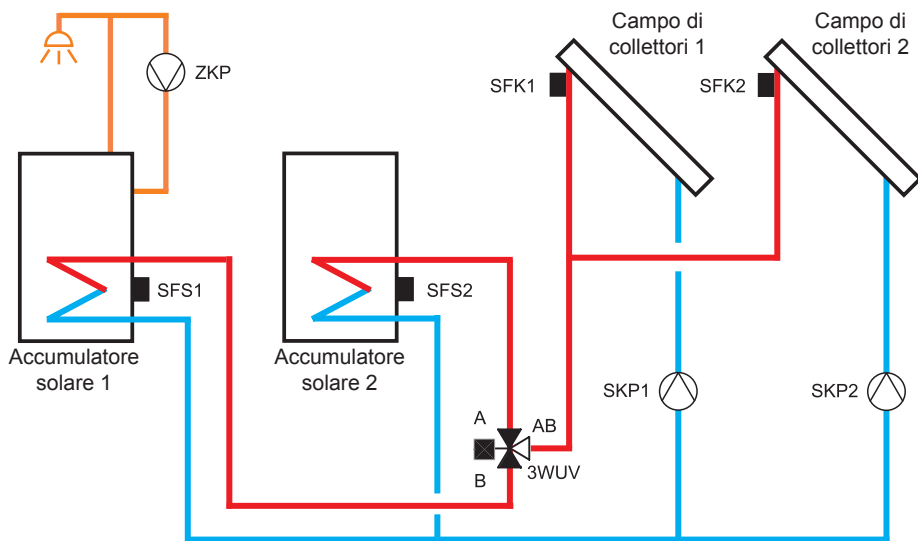 Campo di
collettori 1
Campo di
collettori 2
ZKP
SFK1
SFK2
SFS1
SFS2
Accumulatore
solare 1
Accumulatore
solare 2
SKP1
SKP2
A
AB
B
3WUV